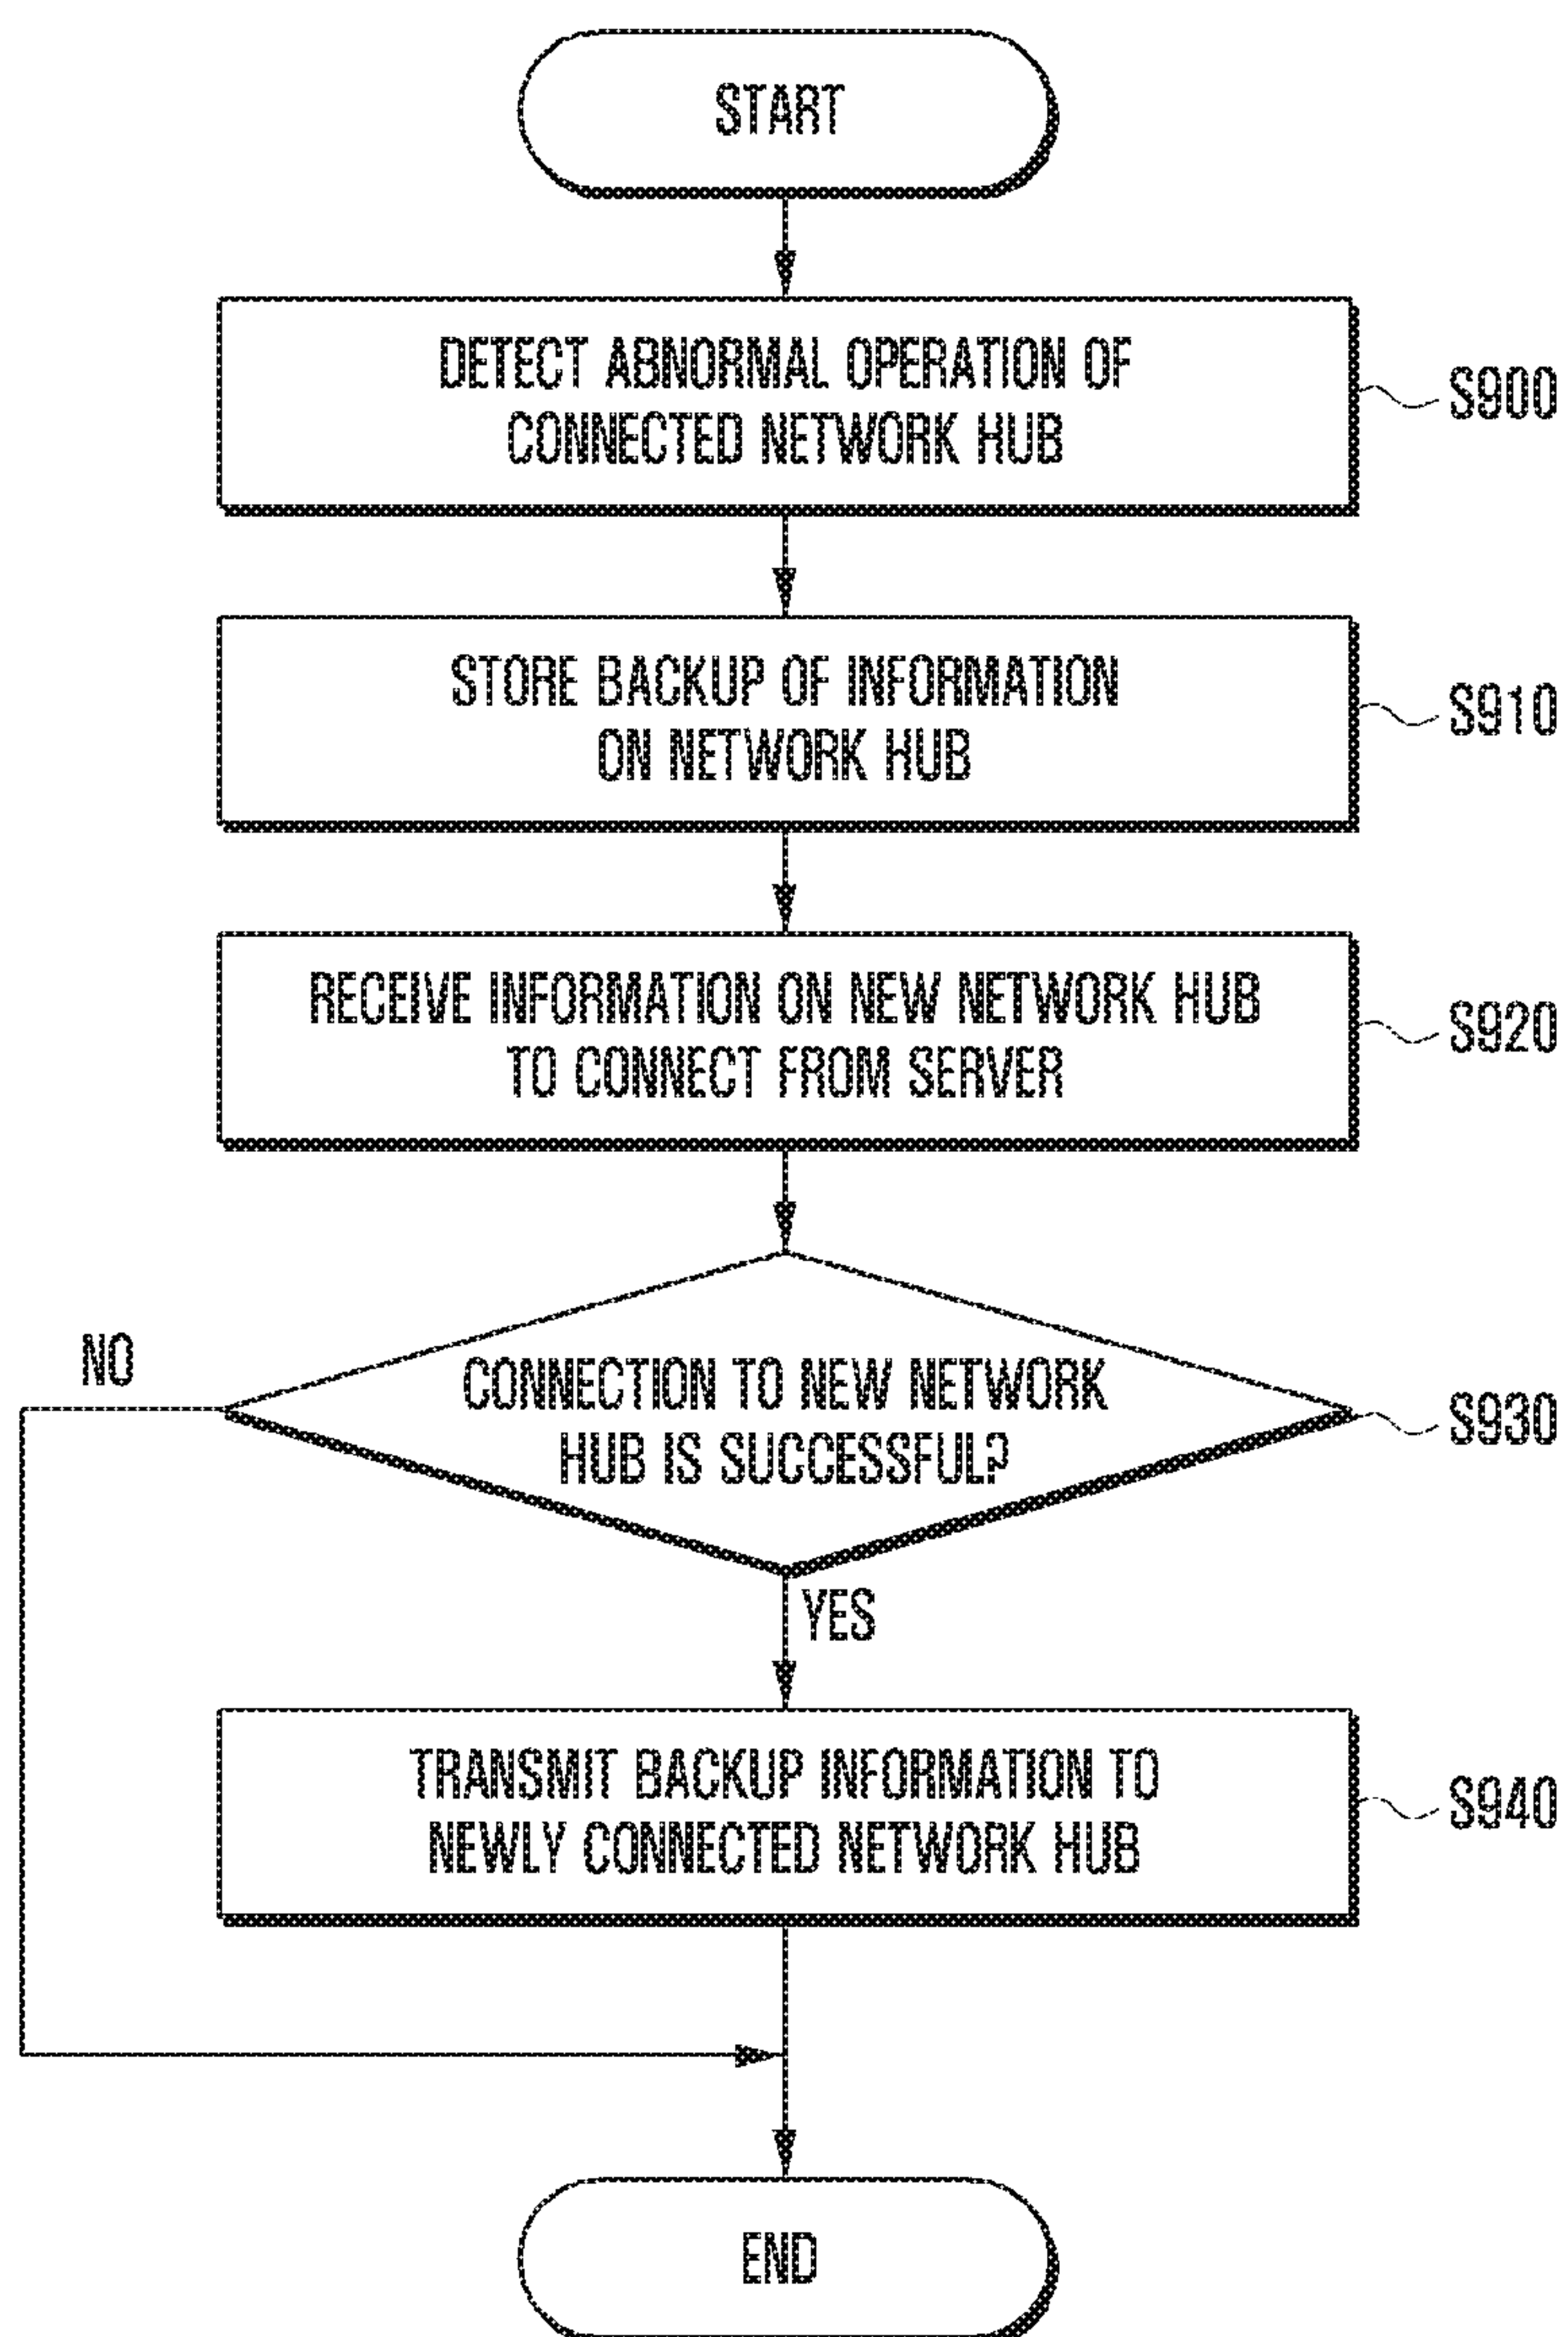 START
DETECT ABNORMAL OPERATION OF
CONNECTED NETWORK HUB
S900
STORE BACKUP OF INFORMATION
ON NETWORK HUB
S910
RECEIVE INFORMATION ON NEW NETWORK HUB
TO CONNECT FROM SERVER
S920
NO
CONNECTION TO NEW NETWORK
HUB IS SUCCESSFUL?
S930
YES
TRANSMIT BACKUP INFORMATION TO
NEWLY CONNECTED NETWORK HUB
S940
END